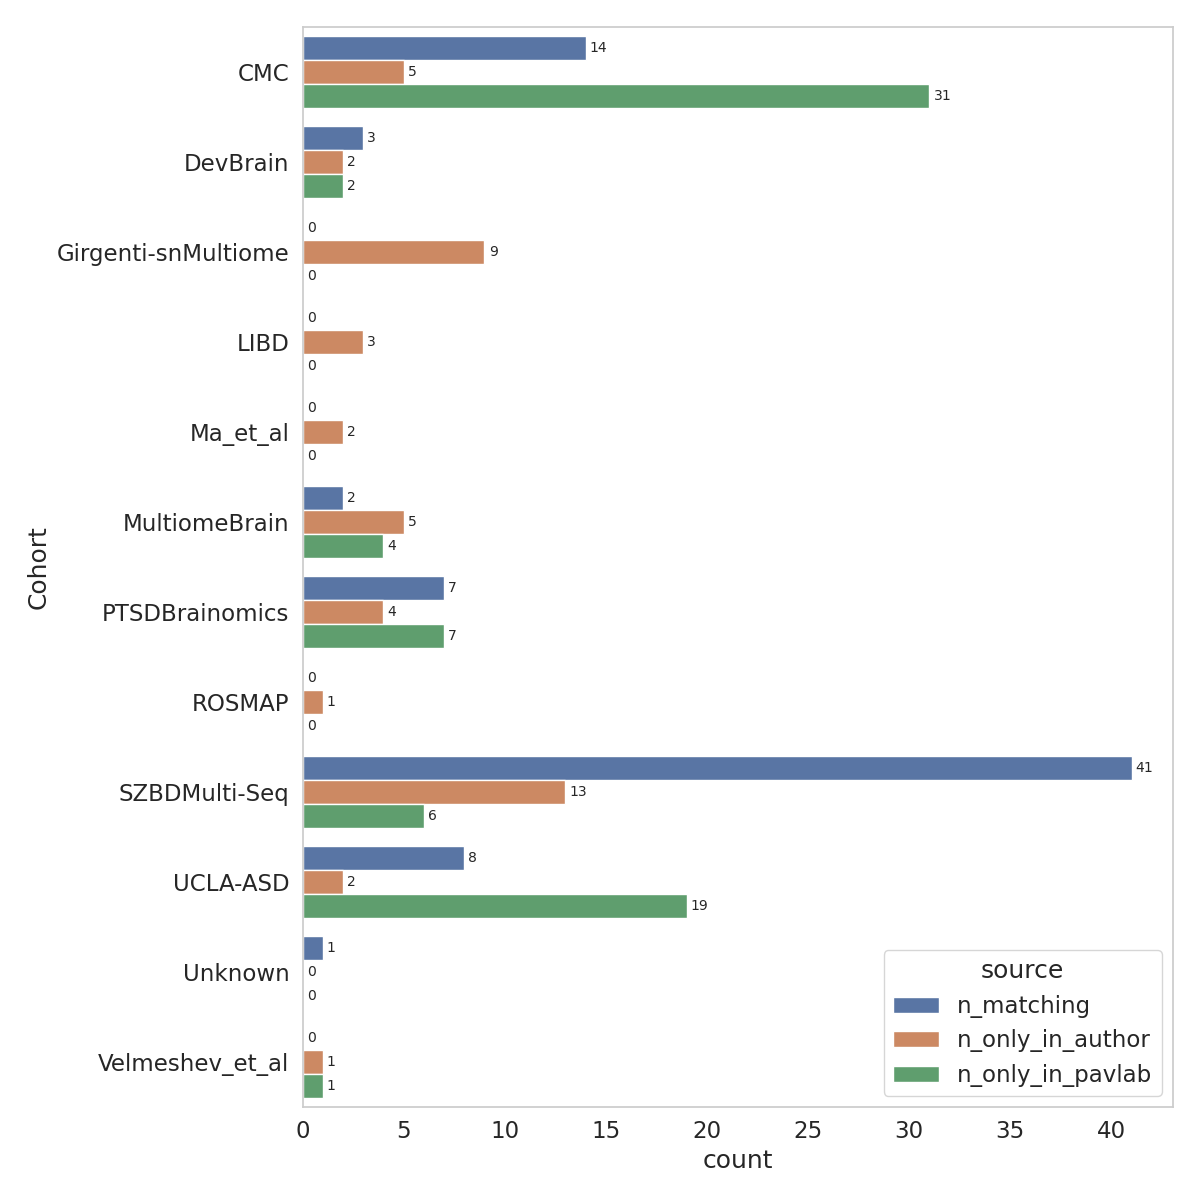 CMC
14
5
31
DevBrain
3
2
2
Girgenti-snMultiome
0
9
0
LIBD
0
3
0
Ma_et_al
0
2
0
MultiomeBrain
2
5
4
PTSDBrainomics
7
4
7
ROSMAP
0
1
0
SZBDMulti-Seq
41
13
6
UCLA-ASD
8
2
19
Unknown
1
0
0
Velmeshev_et_al
0
1
1
Cohort
0 5 10 15 20 25 30 35 40
count
source
n_matching
n_only_in_author
n_only_in_pavlab